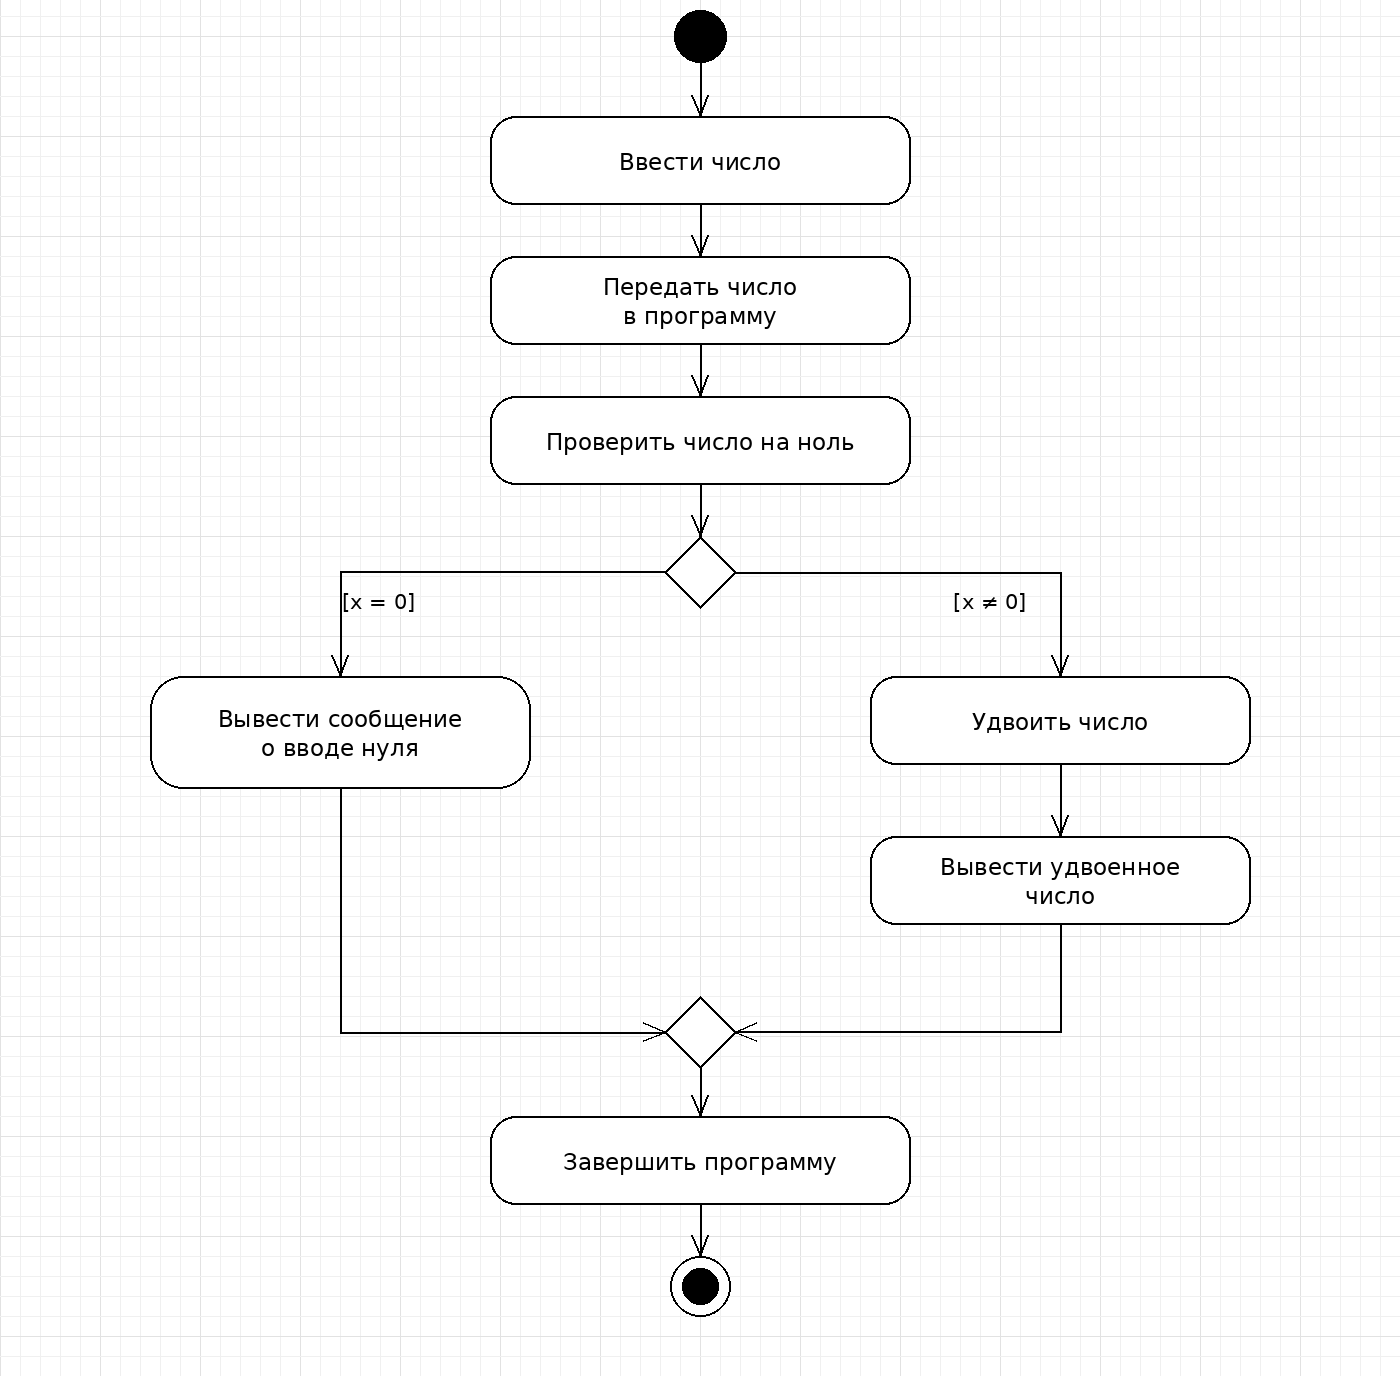 Ввести число
Передать число
в программу
Проверить число на ноль
[x = 0]
[x ≠ 0]
Вывести сообщение
о вводе нуля
Удвоить число
Вывести удвоенное
число
Завершить программу